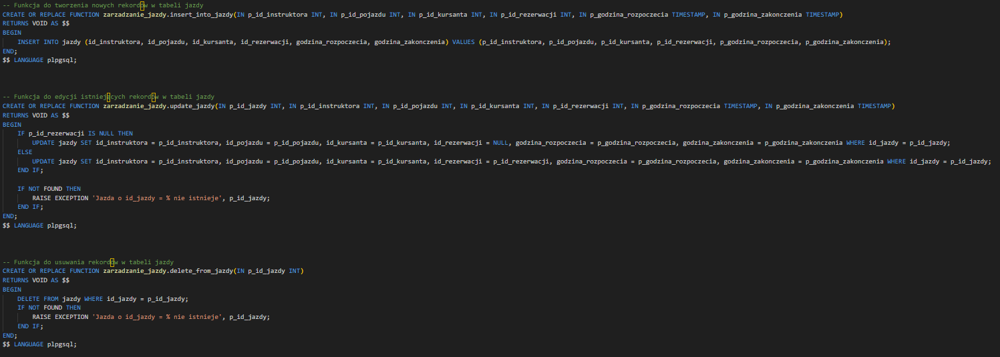 -- Funkcja do tworzenia nowych rekordów w tabeli jazdy
CREATE OR REPLACE FUNCTION zarzadzanie_jazdy.insert_into_jazdy(IN p_id_instruktora INT, IN p_id_pojazdu INT, IN p_id_kursanta INT, IN p_id_rezerwacji INT, IN p_godzina_rozpoczecia TIMESTAMP, IN p_godzina_zakonczenia TIMESTAMP)
RETURNS VOID AS $$
BEGIN
    INSERT INTO jazdy (id_instruktora, id_pojazdu, id_kursanta, id_rezerwacji, godzina_rozpoczecia, godzina_zakonczenia) VALUES (p_id_instruktora, p_id_pojazdu, p_id_kursanta, p_id_rezerwacji, p_godzina_rozpoczecia, p_godzina_zakonczenia);
END;
$$ LANGUAGE plpgsql;
-- Funkcja do edycji istniejących rekordów w tabeli jazdy
CREATE OR REPLACE FUNCTION zarzadzanie_jazdy.update_jazdy(IN p_id_jazdy INT, IN p_id_instruktora INT, IN p_id_pojazdu INT, IN p_id_kursanta INT, IN p_id_rezerwacji INT, IN p_godzina_rozpoczecia TIMESTAMP, IN p_godzina_zakonczenia TIMESTAMP)
RETURNS VOID AS $$
BEGIN
    IF p_id_rezerwacji IS NULL THEN
        UPDATE jazdy SET id_instruktora = p_id_instruktora, id_pojazdu = p_id_pojazdu, id_kursanta = p_id_kursanta, id_rezerwacji = NULL, godzina_rozpoczecia = p_godzina_rozpoczecia, godzina_zakonczenia = p_godzina_zakonczenia WHERE id_jazdy = p_id_jazdy;
    ELSE
        UPDATE jazdy SET id_instruktora = p_id_instruktora, id_pojazdu = p_id_pojazdu, id_kursanta = p_id_kursanta, id_rezerwacji = p_id_rezerwacji, godzina_rozpoczecia = p_godzina_rozpoczecia, godzina_zakonczenia = p_godzina_zakonczenia WHERE id_jazdy = p_id_jazdy;
    END IF;
    IF NOT FOUND THEN
        RAISE EXCEPTION 'Jazda o id_jazdy = % nie istnieje', p_id_jazdy;
    END IF;
END;
$$ LANGUAGE plpgsql;
-- Funkcja do usuwania rekordów w tabeli jazdy
CREATE OR REPLACE FUNCTION zarzadzanie_jazdy.delete_from_jazdy(IN p_id_jazdy INT)
RETURNS VOID AS $$
BEGIN
    DELETE FROM jazdy WHERE id_jazdy = p_id_jazdy;
    IF NOT FOUND THEN
        RAISE EXCEPTION 'Jazda o id_jazdy = % nie istnieje', p_id_jazdy;
    END IF;
END;
$$ LANGUAGE plpgsql;